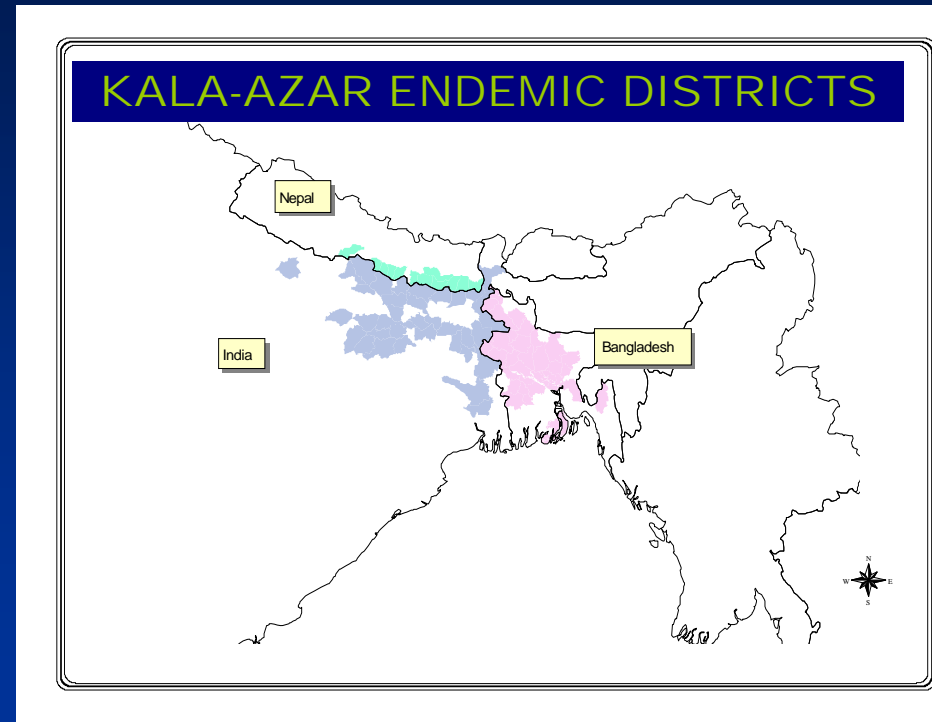 KALA-AZAR ENDEMIC DISTRICTS
Nepal
Bangladesh
India
N
W E
S